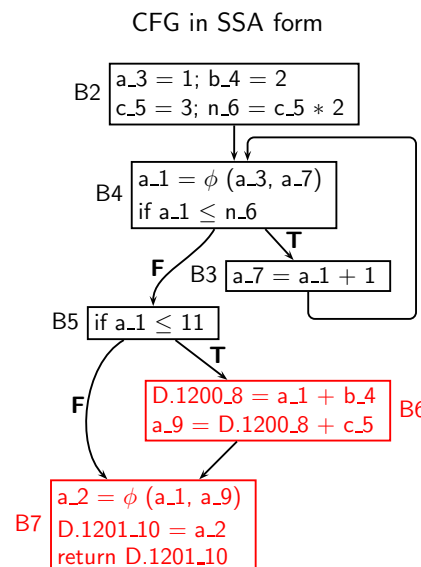 CFG in SSA form
B2
a_3 = 1; b_4 = 2
c_5 = 3; n_6 = c_5 * 2
B4
a_1 = ϕ (a_3, a_7)
if a_1 ≤ n_6
F
T
B3
a_7 = a_1 + 1
B5
if a_1 ≤ 11
F
T
D.1200_8 = a_1 + b_4
a_9 = D.1200_8 + c_5
B6
B7
a_2 = ϕ (a_1, a_9)
D.1201_10 = a_2
return D.1201_10